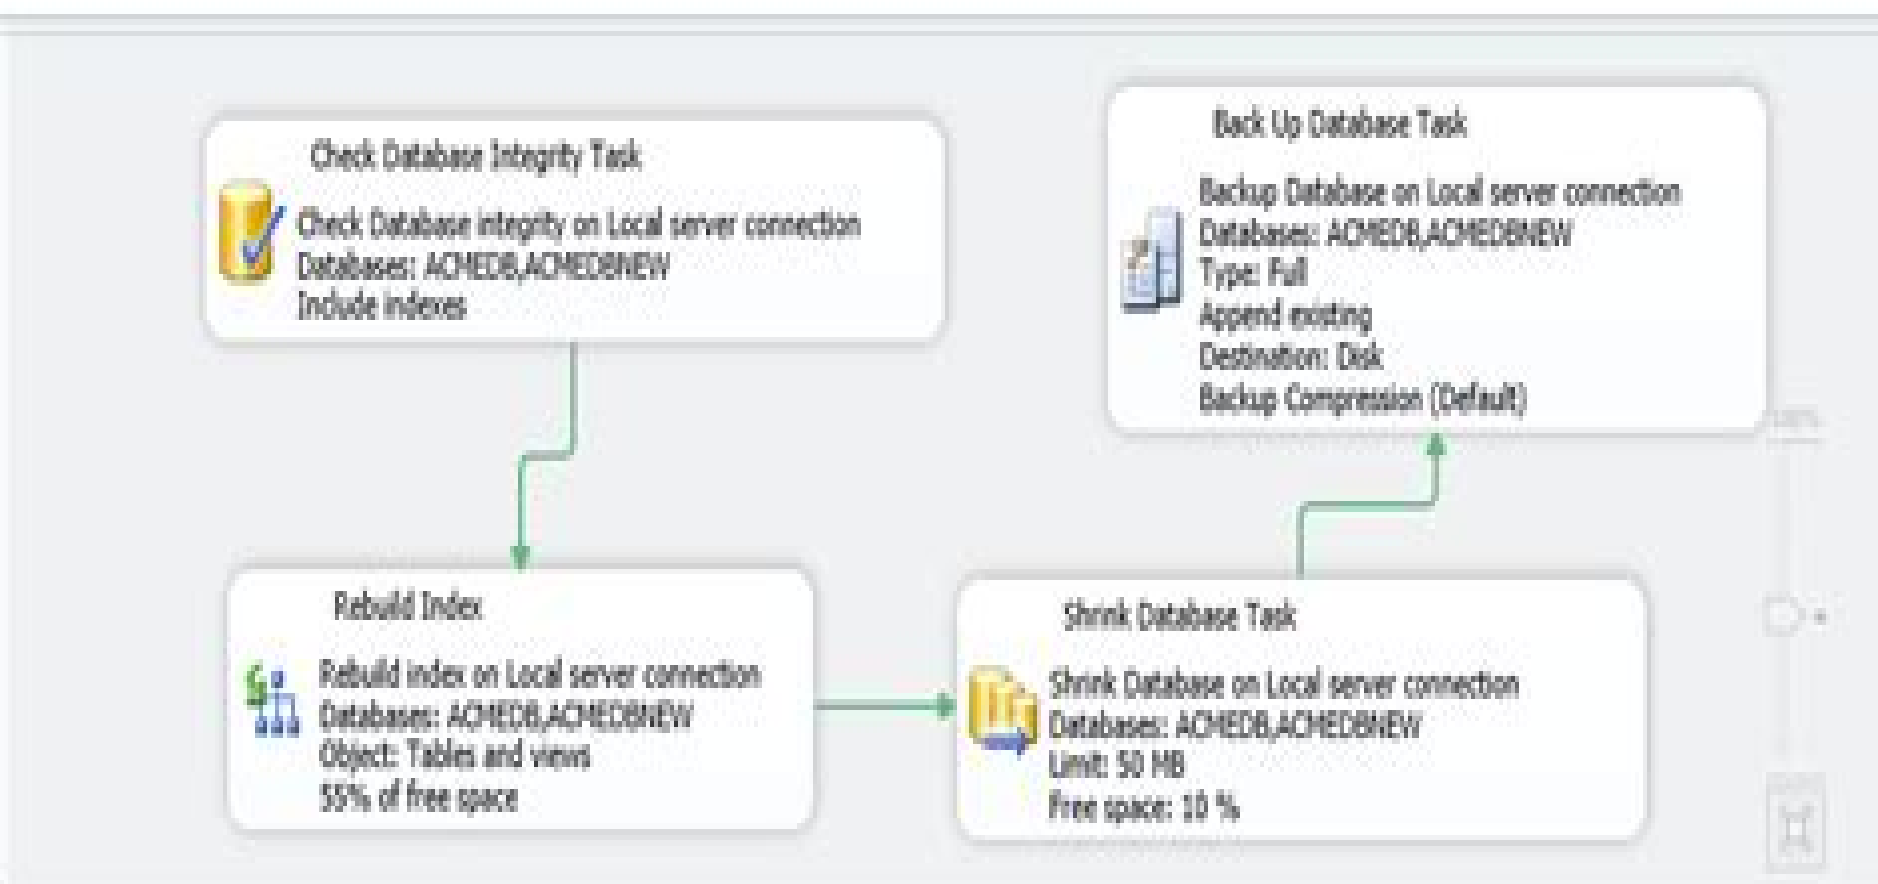 Check Database Integrity Task
Check Database integrity on Local server connection
Databases: ACMEDB,ACMEDBNEW
Include indexes
Rebuild Index
Rebuild index on Local server connection
Databases: ACMEDB,ACMEDBNEW
Object: Tables and views
55% of free space
Shrink Database Task
Shrink Database on Local server connection
Databases: ACMEDB,ACMEDBNEW
Limit: 50 MB
Free space: 10 %
Back Up Database Task
Backup Database on Local server connection
Databases: ACMEDB,ACMEDBNEW
Type: Full
Append existing
Destination: Disk
Backup Compression (Default)